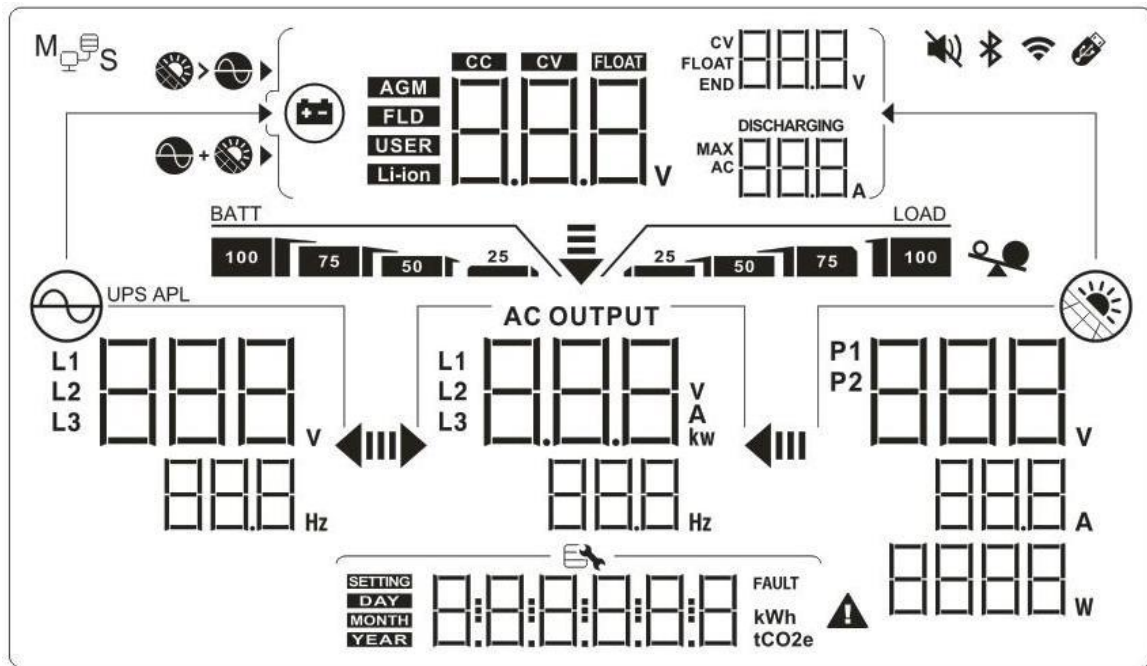 M S
CC CV FLOAT
AGM
FLD
USER
Li-ion
V
CV
FLOAT
END
V
DISCHARGING
MAX
AC
A
BATT
LOAD
100 75 50 25
25 50 75 100
UPS APL
AC OUTPUT
L1
L2
L3
V
Hz
L1
L2
L3
V
A
kw
Hz
P1
P2
V
A
W
SETTING
DAY
MONTH
YEAR
FAULT
kWh
tCO2e